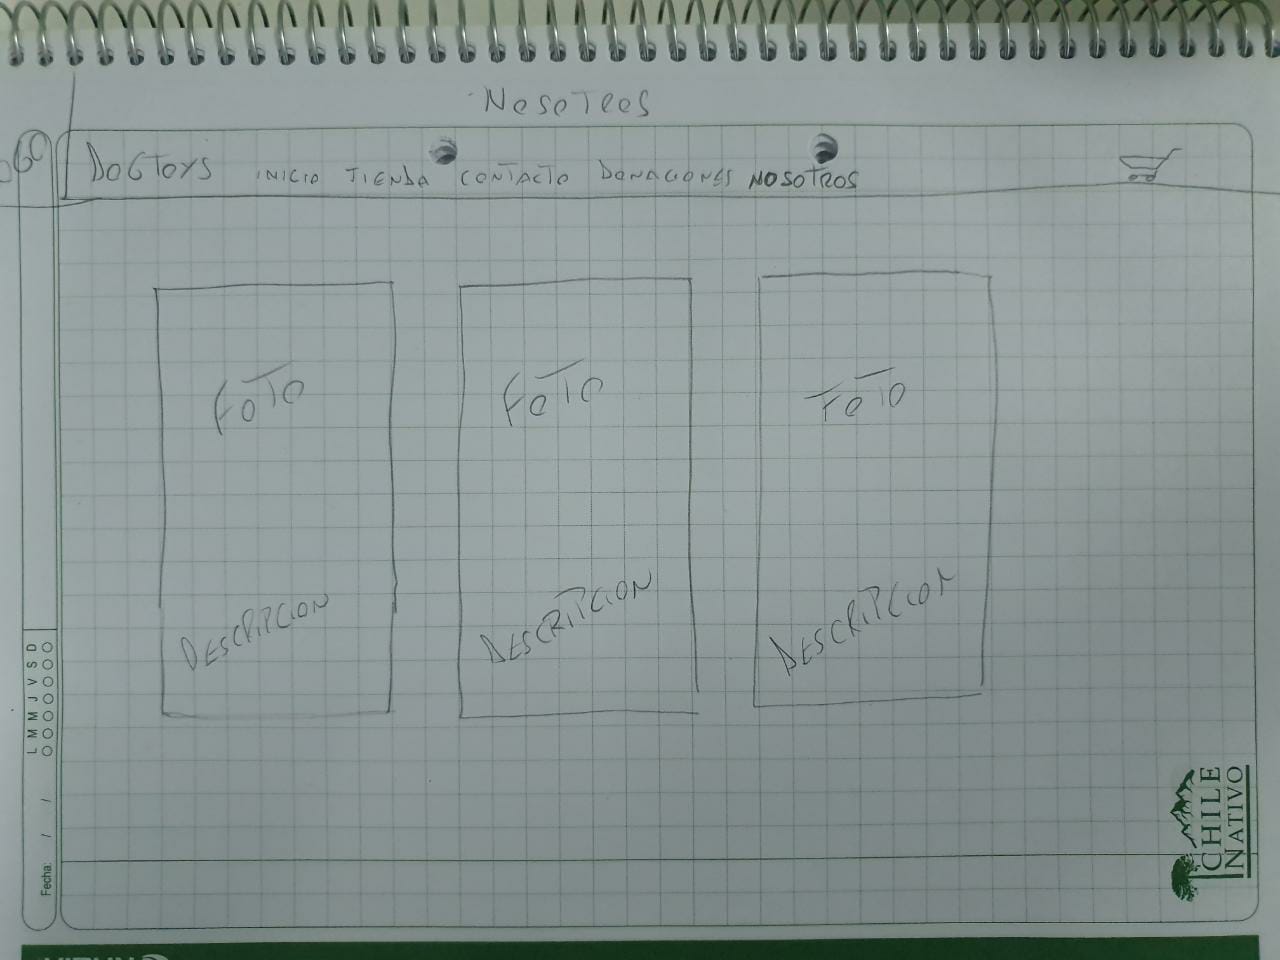 NOSOTROS
DOGTOYS INICIO TIENDA CONTACTO DONACIONES NOSOTROS
FOTO FOTO FOTO
DESCRIPCION DESCRIPCION DESCRIPCION
L M M J V S D
Fecha: / /
CHILE
NATIVO